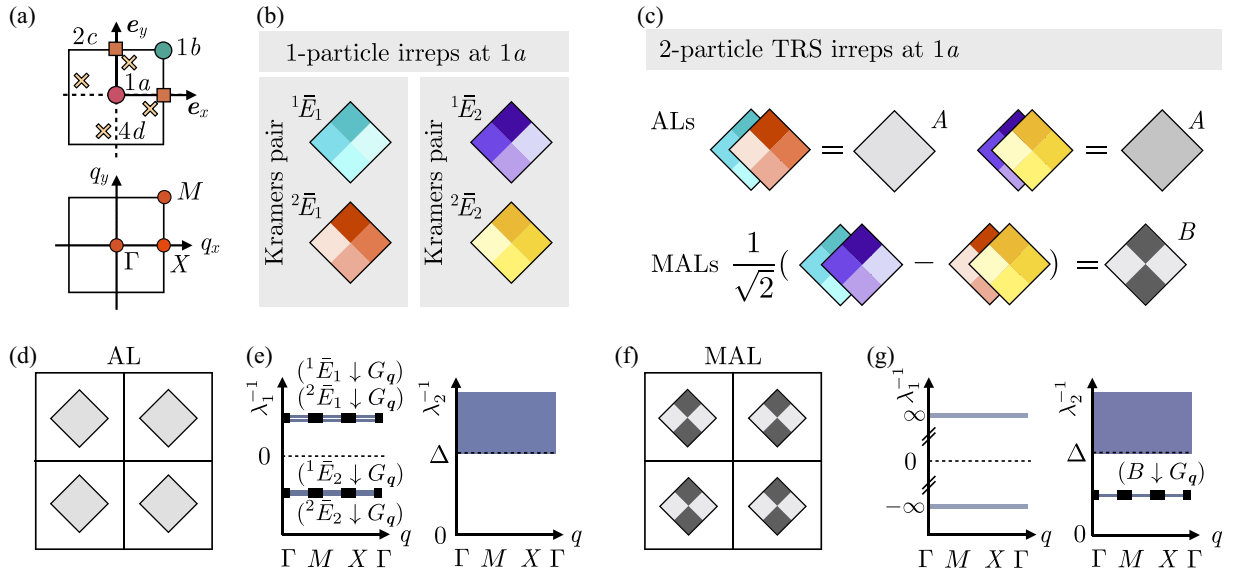 (a)
e_y
2c
1b
1a
e_x
4d
q_y
M
q_x
Γ
X
(b)
1-particle irreps at 1a
Kramers pair
¹Ē₁
²Ē₁
Kramers pair
¹Ē₂
²Ē₂
(c)
2-particle TRS irreps at 1a
ALs
=
A
=
A
MALs 1/√2 ( − ) =
B
(d)
AL
(e)
λ₁⁻¹
(¹Ē₁ ↓ G_q)
(²Ē₁ ↓ G_q)
0
(¹Ē₂ ↓ G_q)
(²Ē₂ ↓ G_q)
q
Γ M X Γ
λ₂⁻¹
Δ
0
q
Γ M X Γ
(f)
MAL
(g)
λ₁⁻¹
∞
0
−∞
q
Γ M X Γ
λ₂⁻¹
Δ
(B ↓ G_q)
0
q
Γ M X Γ